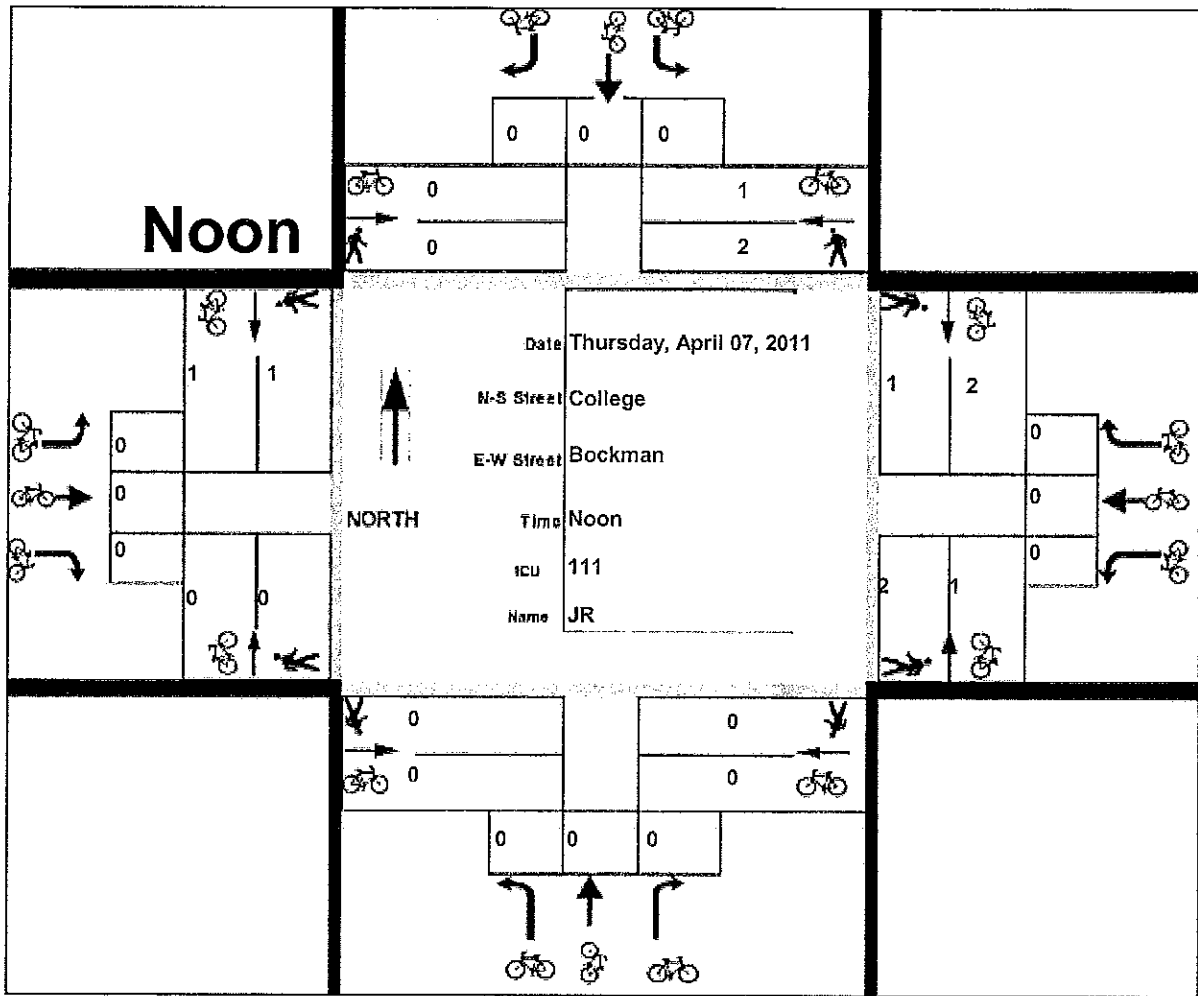 0 0 0
0 1
Noon
0 2
Date Thursday, April 07, 2011
1 1
1 2
N-S Street College
0
0
E-W Street Bockman
0
0
NORTH
Time Noon
0
0
ICU 111
0 0
2 1
Name JR
0 0
0 0
0 0 0